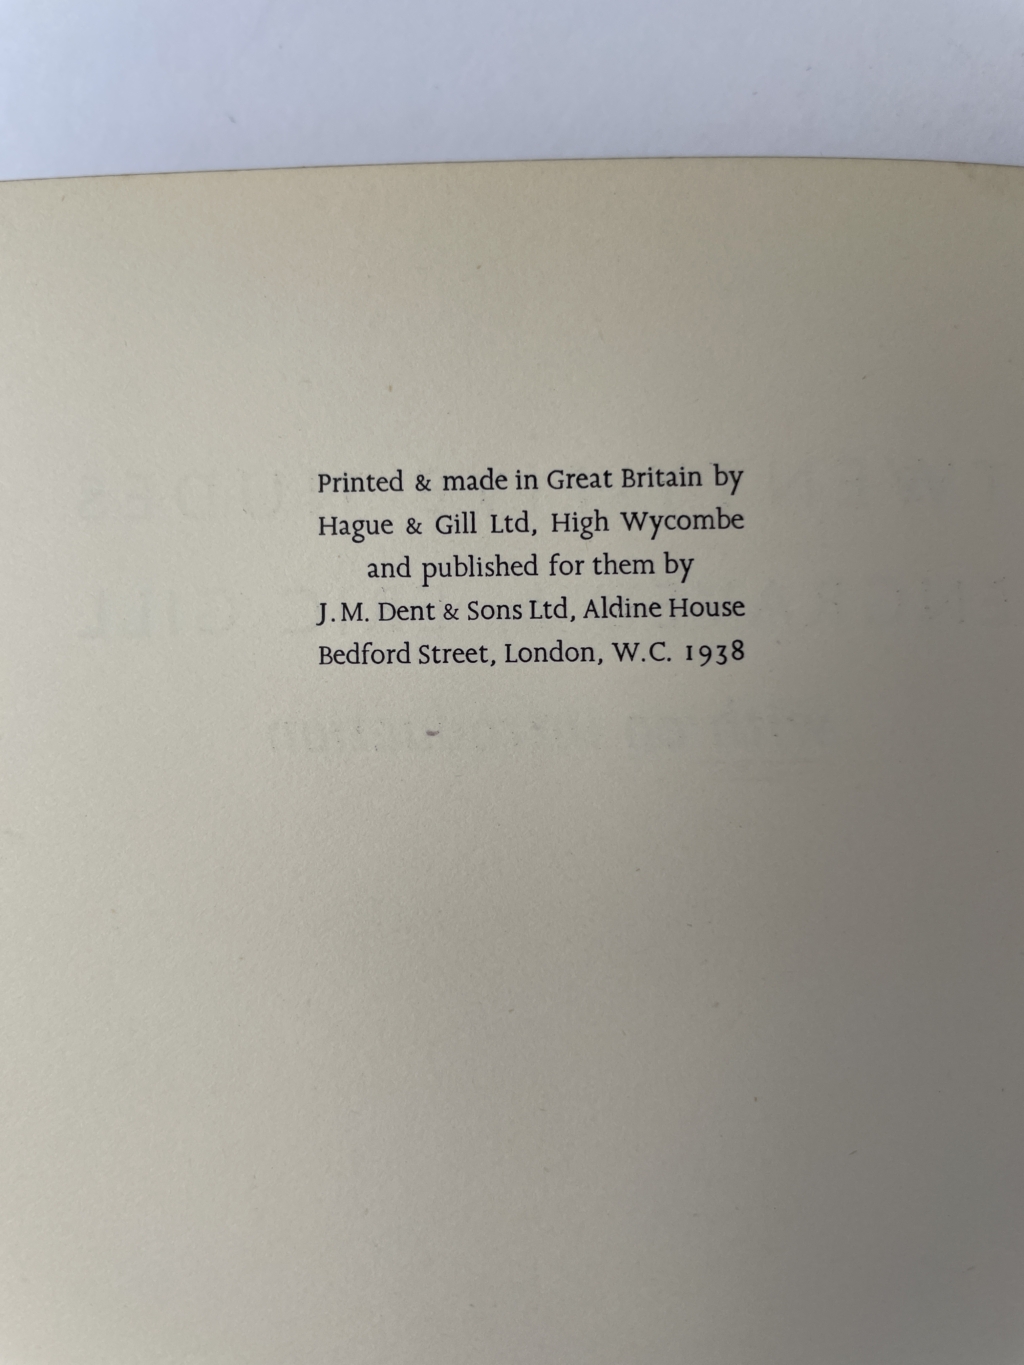 Printed & made in Great Britain by
Hague & Gill Ltd, High Wycombe
and published for them by
J.M. Dent & Sons Ltd, Aldine House
Bedford Street, London, W.C. 1938